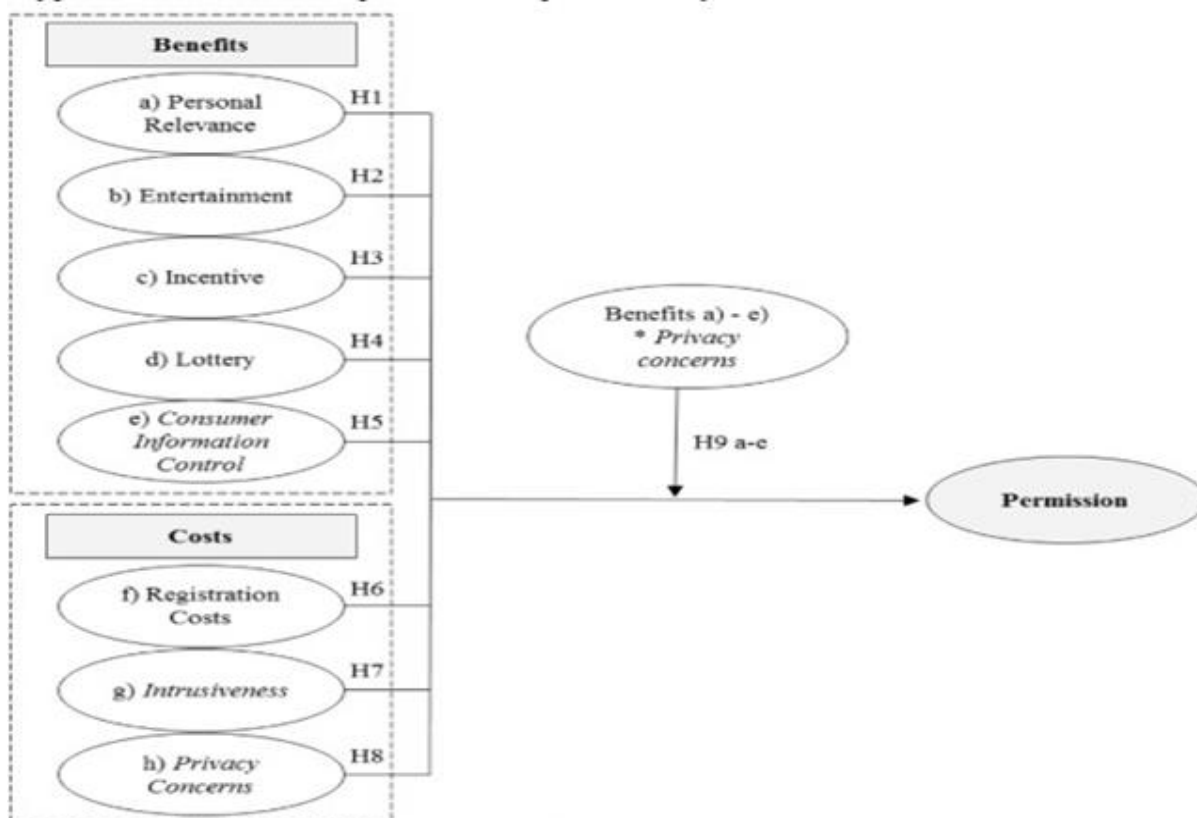 Benefits
a) Personal
Relevance
H1
b) Entertainment
H2
c) Incentive
H3
d) Lottery
H4
e) Consumer
Information
Control
H5
Benefits a) - e)
* Privacy
concerns
H9 a-e
Permission
Costs
f) Registration
Costs
H6
g) Intrusiveness
H7
h) Privacy
Concerns
H8